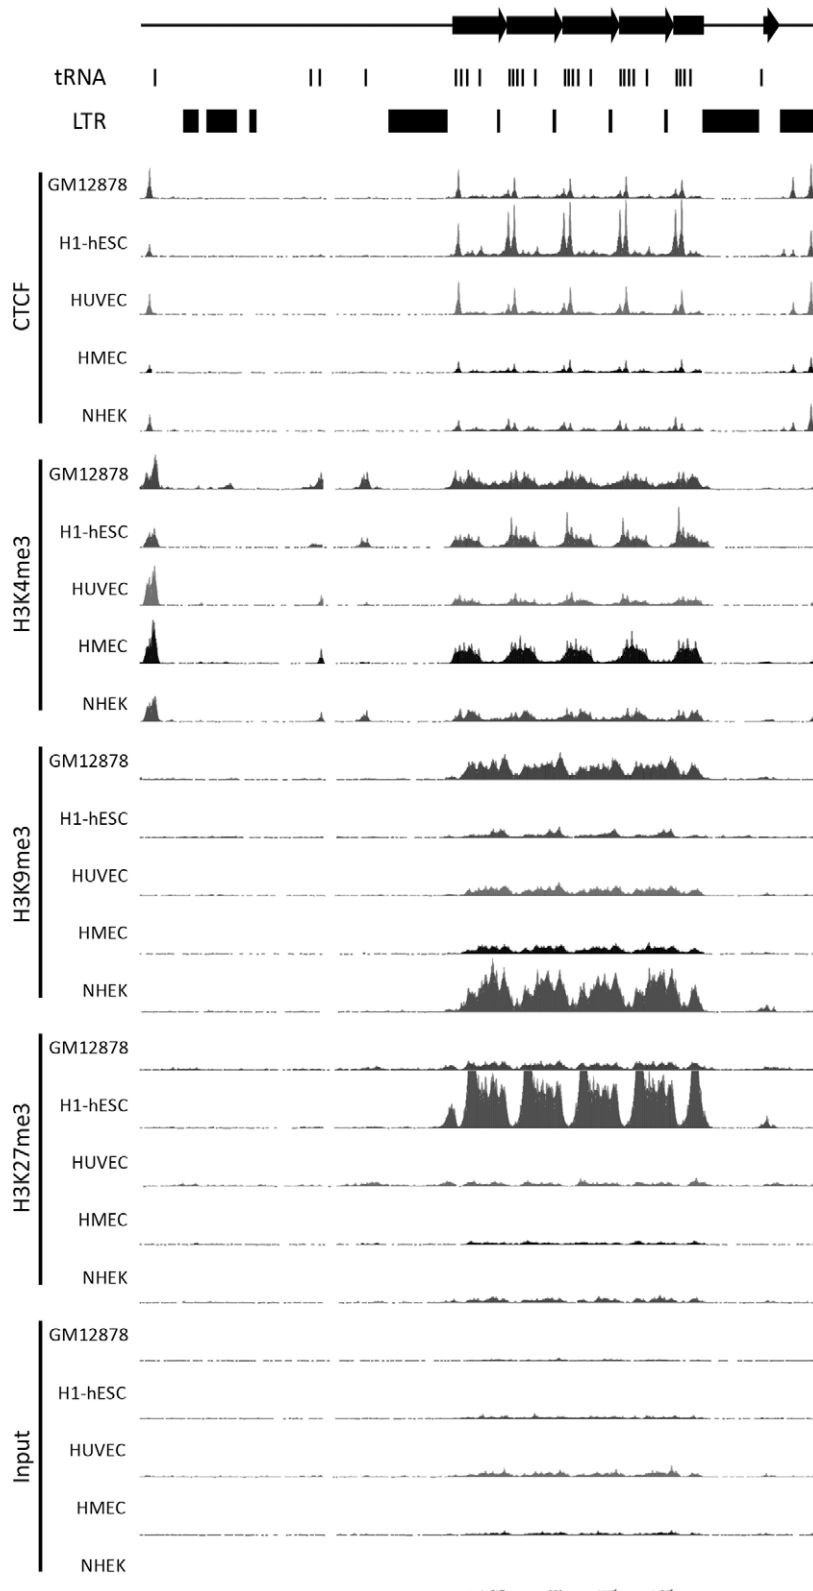 tRNA
LTR
CTCF
GM12878
H1-hESC
HUVEC
HMEC
NHEK
H3K4me3
GM12878
H1-hESC
HUVEC
HMEC
NHEK
H3K9me3
GM12878
H1-hESC
HUVEC
HMEC
NHEK
H3K27me3
GM12878
H1-hESC
HUVEC
HMEC
NHEK
Input
GM12878
H1-hESC
HUVEC
HMEC
NHEK